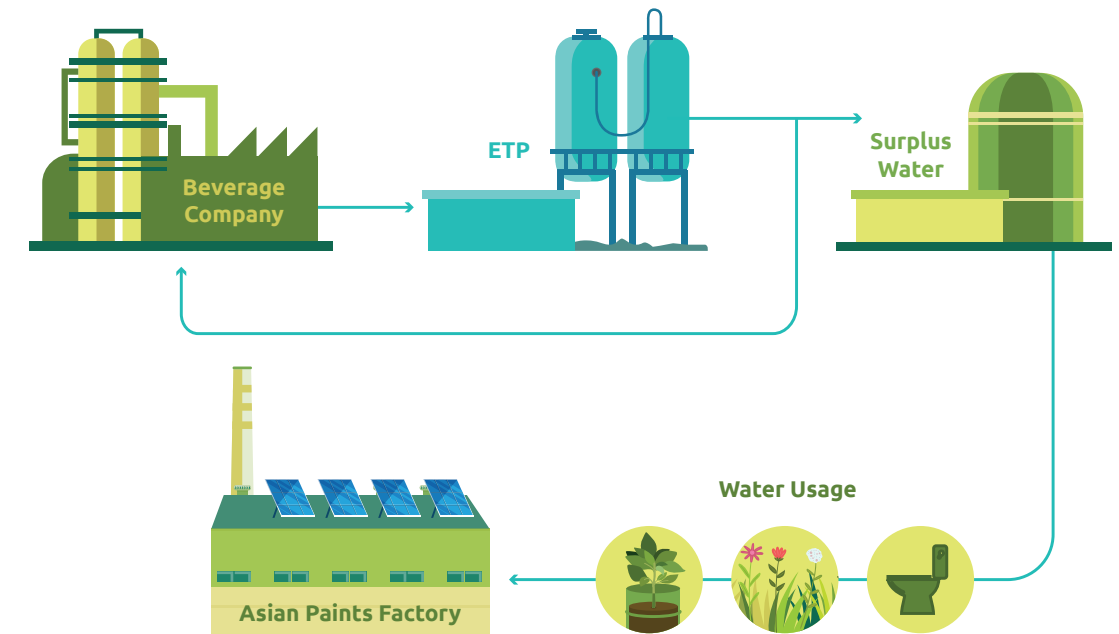 ETP
Surplus
Water
Beverage
Company
Water Usage
Asian Paints Factory